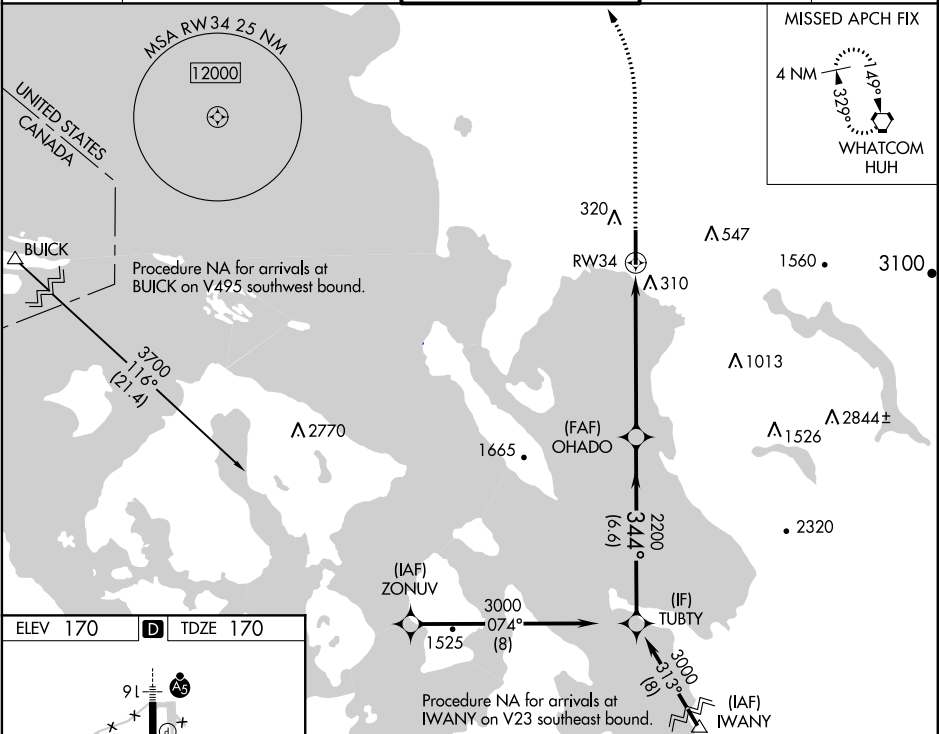 MSA RW34 25 NM
12000
MISSED APCH FIX
4 NM
149°
329°
WHATCOM
HUH
UNITED STATES
CANADA
BUICK
Procedure NA for arrivals at
BUICK on V495 southwest bound.
320
547
RW34
310
1560
3100
3700
116°
(21.4)
1013
2770
(FAF)
OHADO
1665
1526
2844±
2200
344°
(6.6)
2320
(IAF)
ZONUV
3000
074°
(8)
1525
(IF)
TUBTY
3000
313°
(8)
(IAF)
IWANY
Procedure NA for arrivals at
IWANY on V23 southeast bound.
ELEV 170
D
TDZE 170
16
A5